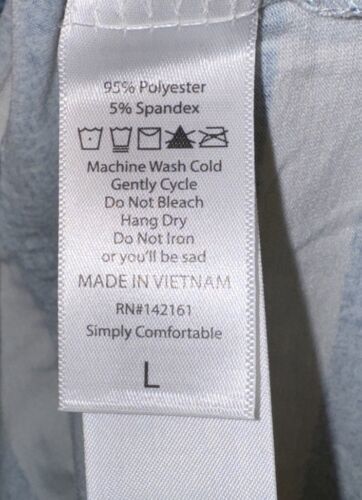 95% Polyester
5% Spandex
Machine Wash Cold
Gently Cycle
Do Not Bleach
Hang Dry
Do Not Iron
or you'll be sad
MADE IN VIETNAM
RN#142161
Simply Comfortable
L